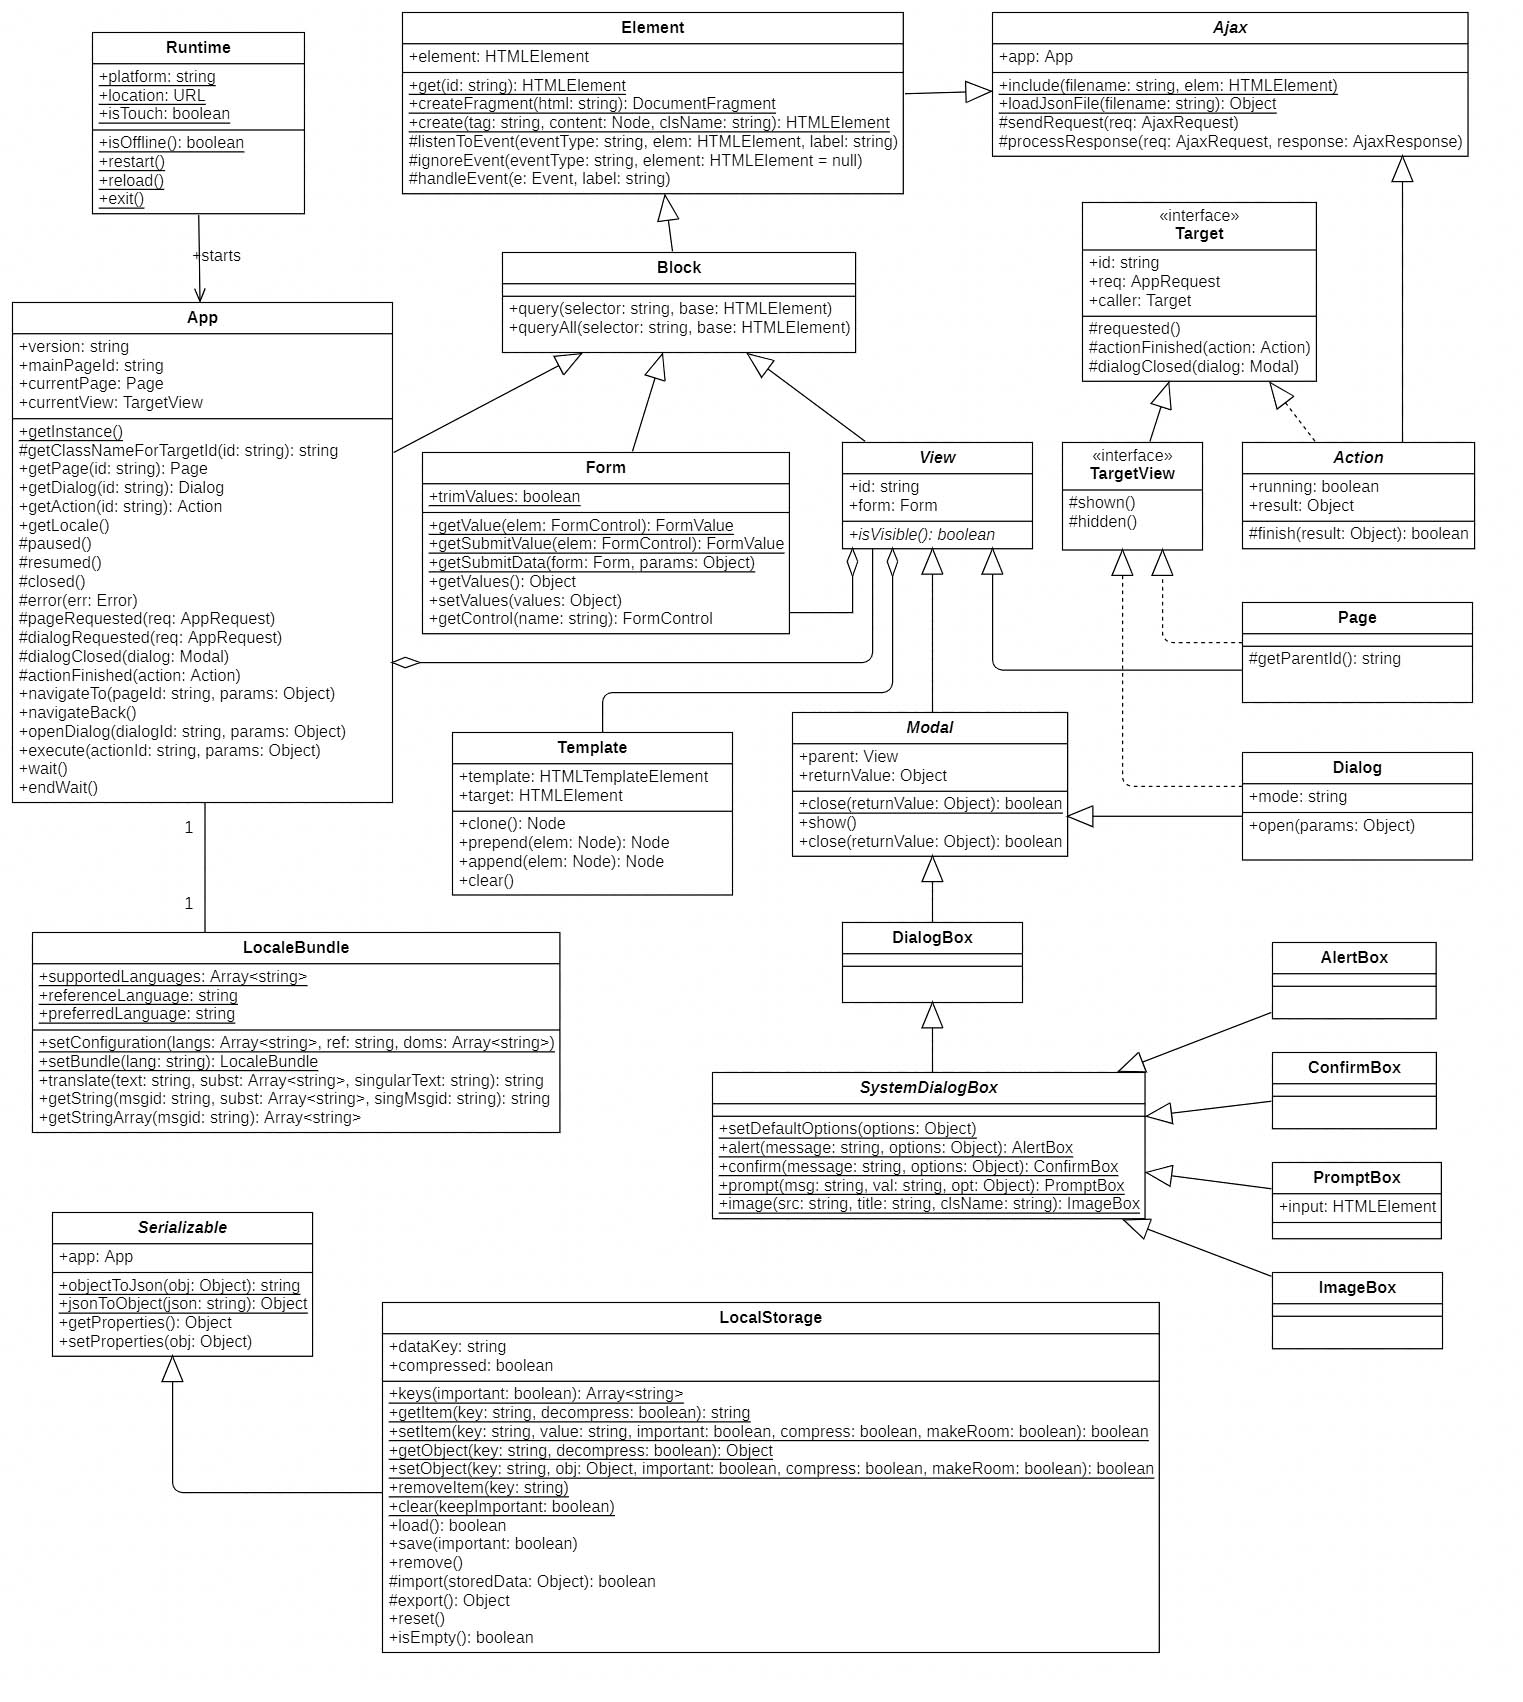 Runtime
+platform: string
+location: URL
+isTouch: boolean
+isOffline(): boolean
+restart()
+reload()
+exit()
Element
+element: HTMLElement
+get(id: string): HTMLElement
+createFragment(html: string): DocumentFragment
+create(tag: string, content: Node, clsName: string): HTMLElement
#listenToEvent(eventType: string, elem: HTMLElement, label: string)
#ignoreEvent(eventType: string, element: HTMLElement = null)
#handleEvent(e: Event, label: string)
Ajax
+app: App
+include(filename: string, elem: HTMLElement)
+loadJsonFile(filename: string): Object
#sendRequest(req: AjaxRequest)
#processResponse(req: AjaxRequest, response: AjaxResponse)
+starts
Block
+query(selector: string, base: HTMLElement)
+queryAll(selector: string, base: HTMLElement)
«interface»
Target
+id: string
+req: AppRequest
+caller: Target
#requested()
#actionFinished(action: Action)
#dialogClosed(dialog: Modal)
App
+version: string
+mainPageId: string
+currentPage: Page
+currentView: TargetView
+getInstance()
#getClassNameForTargetId(id: string): string
+getPage(id: string): Page
+getDialog(id: string): Dialog
+getAction(id: string): Action
+getLocale()
#paused()
#resumed()
#closed()
#error(err: Error)
#pageRequested(req: AppRequest)
#dialogRequested(req: AppRequest)
#dialogClosed(dialog: Modal)
#actionFinished(action: Action)
+navigateTo(pageId: string, params: Object)
+navigateBack()
+openDialog(dialogId: string, params: Object)
+execute(actionId: string, params: Object)
+wait()
+endWait()
Form
+trimValues: boolean
+getValue(elem: FormControl): FormValue
+getSubmitValue(elem: FormControl): FormValue
+getSubmitData(form: Form, params: Object)
+getValues(): Object
+setValues(values: Object)
+getControl(name: string): FormControl
View
+id: string
+form: Form
+isVisible(): boolean
«interface»
TargetView
#shown()
#hidden()
Action
+running: boolean
+result: Object
#finish(result: Object): boolean
Page
#getParentId(): string
Template
+template: HTMLTemplateElement
+target: HTMLElement
+clone(): Node
+prepend(elem: Node): Node
+append(elem: Node): Node
+clear()
Modal
+parent: View
+returnValue: Object
+close(returnValue: Object): boolean
+show()
+close(returnValue: Object): boolean
Dialog
+mode: string
+open(params: Object)
1
1
LocaleBundle
+supportedLanguages: Array<string>
+referenceLanguage: string
+preferredLanguage: string
+setConfiguration(langs: Array<string>, ref: string, doms: Array<string>)
+setBundle(lang: string): LocaleBundle
+translate(text: string, subst: Array<string>, singularText: string): string
+getString(msgid: string, subst: Array<string>, singMsgid: string): string
+getStringArray(msgid: string): Array<string>
DialogBox
AlertBox
ConfirmBox
SystemDialogBox
+setDefaultOptions(options: Object)
+alert(message: string, options: Object): AlertBox
+confirm(message: string, options: Object): ConfirmBox
+prompt(msg: string, val: string, opt: Object): PromptBox
+image(src: string, title: string, clsName: string): ImageBox
PromptBox
+input: HTMLElement
ImageBox
Serializable
+app: App
+objectToJson(obj: Object): string
+jsonToObject(json: string): Object
+getProperties(): Object
+setProperties(obj: Object)
LocalStorage
+dataKey: string
+compressed: boolean
+keys(important: boolean): Array<string>
+getItem(key: string, decompress: boolean): string
+setItem(key: string, value: string, important: boolean, compress: boolean, makeRoom: boolean): boolean
+getObject(key: string, decompress: boolean): Object
+setObject(key: string, obj: Object, important: boolean, compress: boolean, makeRoom: boolean): boolean
+removeItem(key: string)
+clear(keepImportant: boolean)
+load(): boolean
+save(important: boolean)
+remove()
#import(storedData: Object): boolean
#export(): Object
+reset()
+isEmpty(): boolean